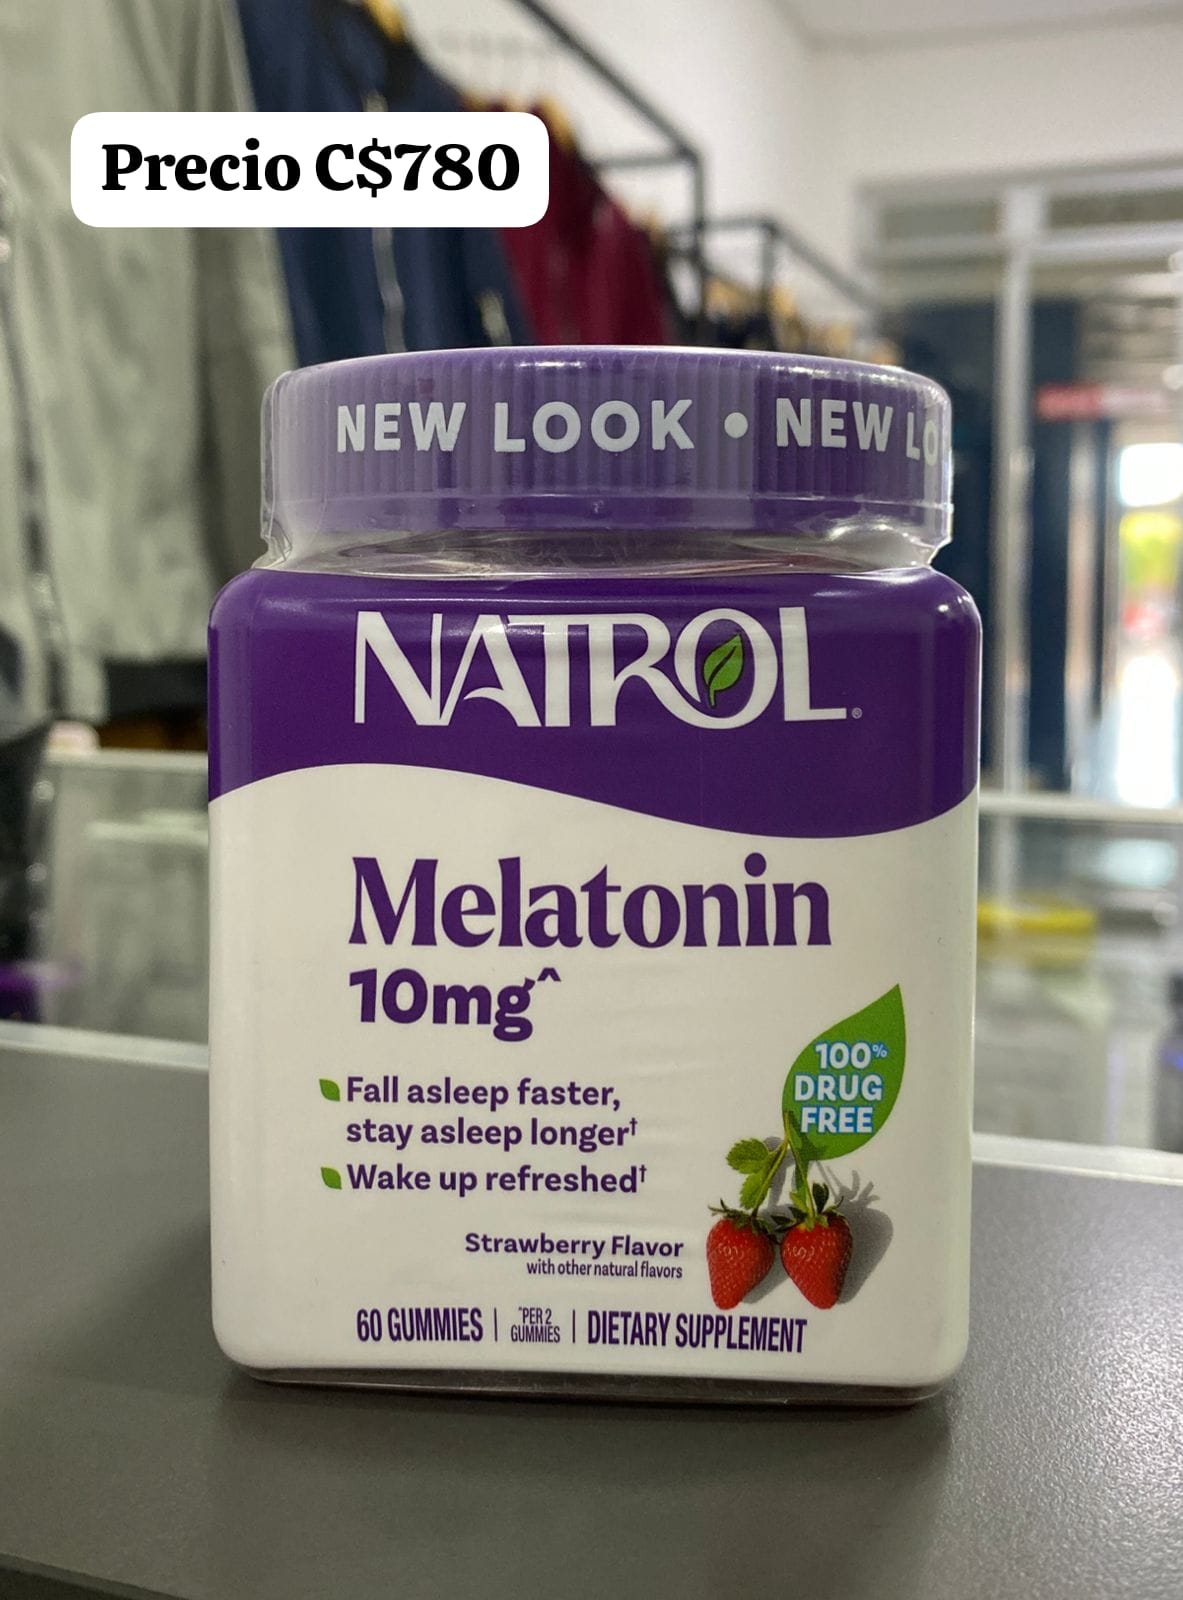 Precio C$780
NEW LOOK • NEW LO
NATROL®
Melatonin
10mg^
Fall asleep faster,
stay asleep longer†
Wake up refreshed†
100%
DRUG
FREE
Strawberry Flavor
with other natural flavors
60 GUMMIES | ^PER 2 GUMMIES | DIETARY SUPPLEMENT